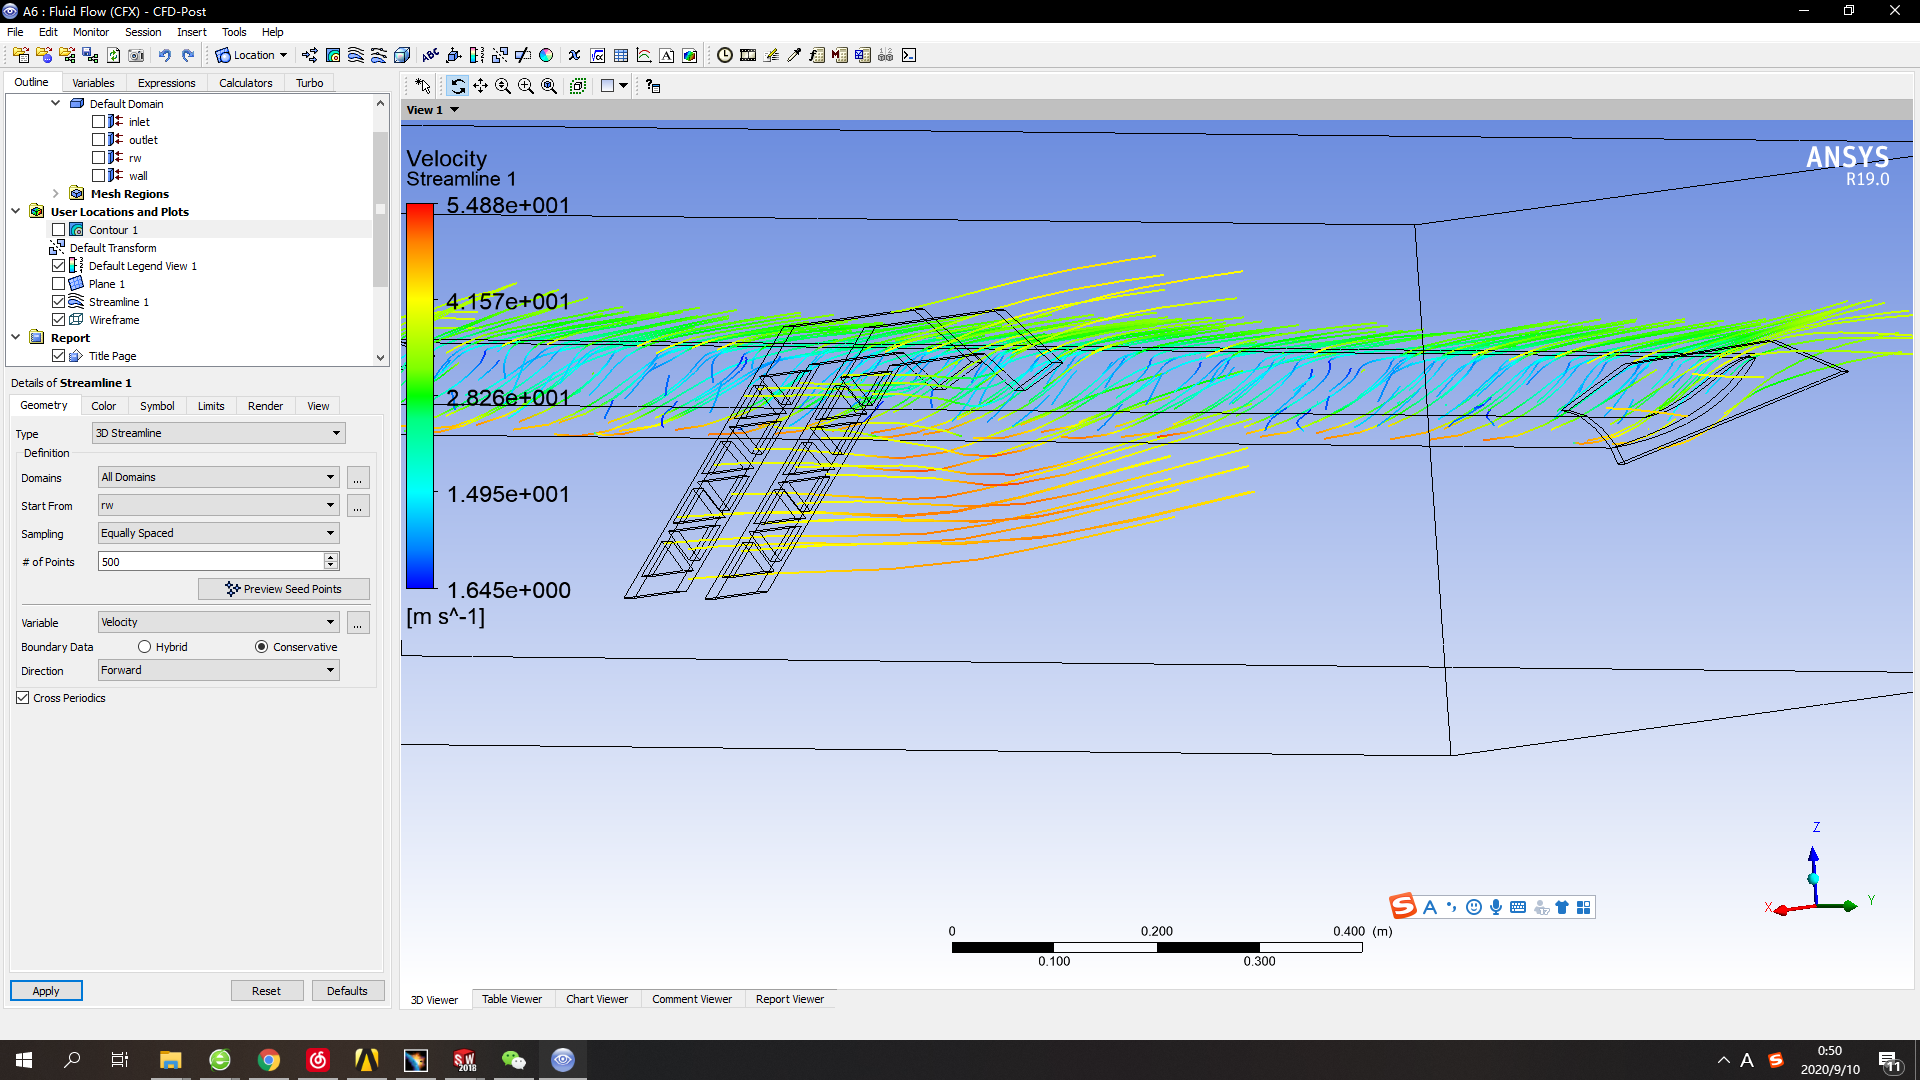 A6 : Fluid Flow (CFX) - CFD-Post
File Edit Monitor Session Insert Tools Help
Location
Outline Variables Expressions Calculators Turbo
Default Domain
inlet
outlet
rw
wall
Mesh Regions
User Locations and Plots
Contour 1
Default Transform
Default Legend View 1
Plane 1
Streamline 1
Wireframe
Report
Title Page
Details of Streamline 1
Geometry Color Symbol Limits Render View
Type 3D Streamline
Definition
Domains All Domains ...
Start From rw ...
Sampling Equally Spaced
# of Points 500
Preview Seed Points
Variable Velocity ...
Boundary Data Hybrid Conservative
Direction Forward
Cross Periodics
Apply Reset Defaults
View 1
Velocity
Streamline 1
5.488e+001
4.157e+001
2.826e+001
1.495e+001
1.645e+000
[m s^-1]
ANSYS
R19.0
Z
X
Y
0 0.200 0.400 (m)
0.100 0.300
3D Viewer Table Viewer Chart Viewer Comment Viewer Report Viewer
0:50
2020/9/10
11